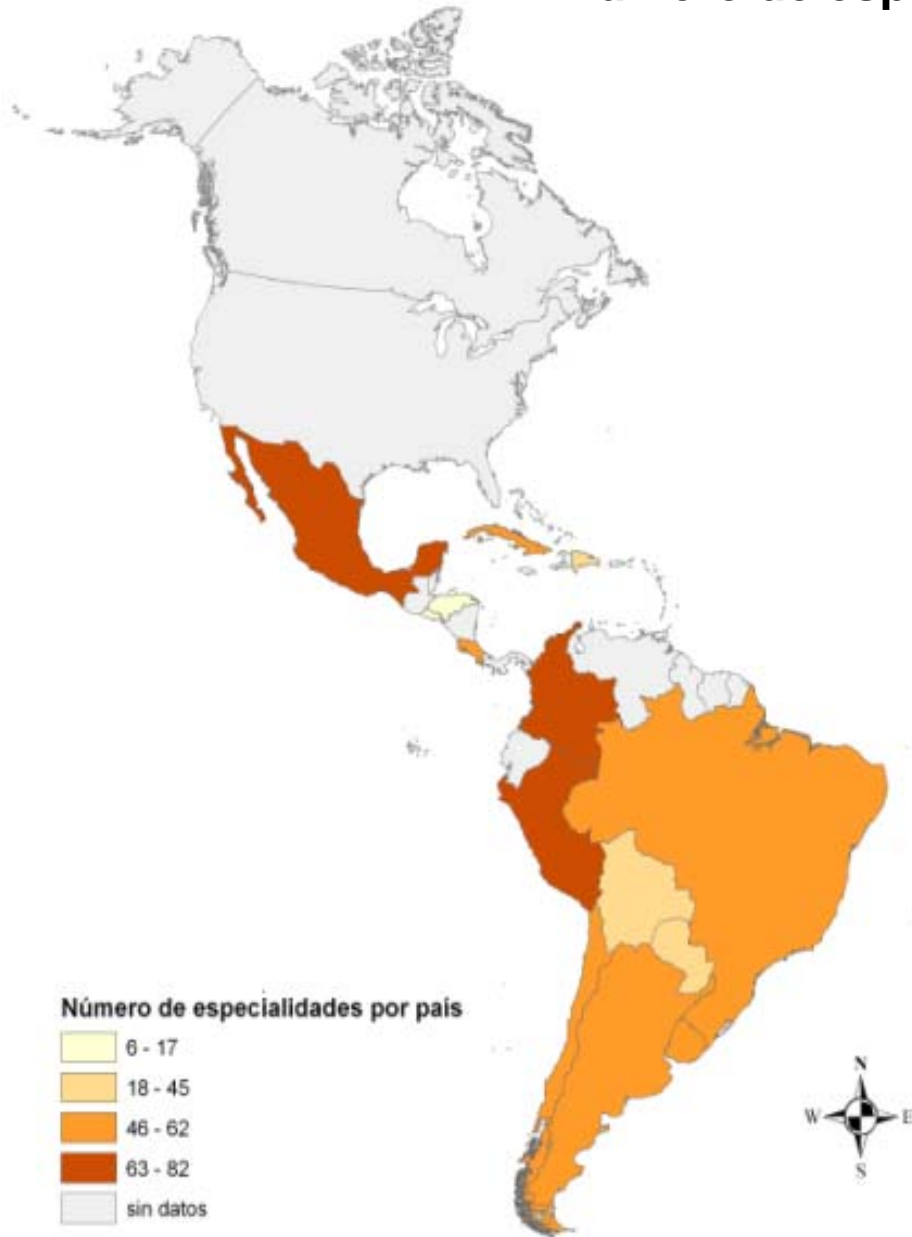 Número de especialidades por país
6 - 17
18 - 45
46 - 62
63 - 82
sin datos
N
W E
S